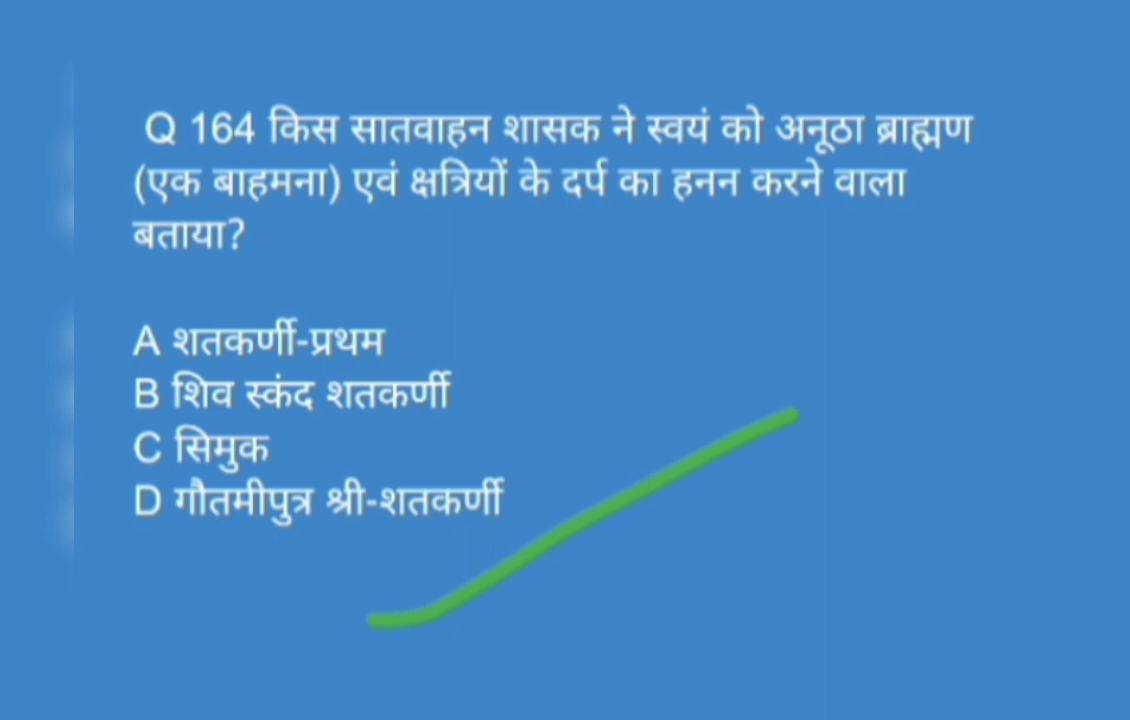 Q 164 किस सातवाहन शासक ने स्वयं को अनूठा ब्राह्मण
(एक बाहमना) एवं क्षत्रियों के दर्प का हनन करने वाला
बताया?
A शतकर्णी-प्रथम
B शिव स्कंद शतकर्णी
C सिमुक
D गौतमीपुत्र श्री-शतकर्णी